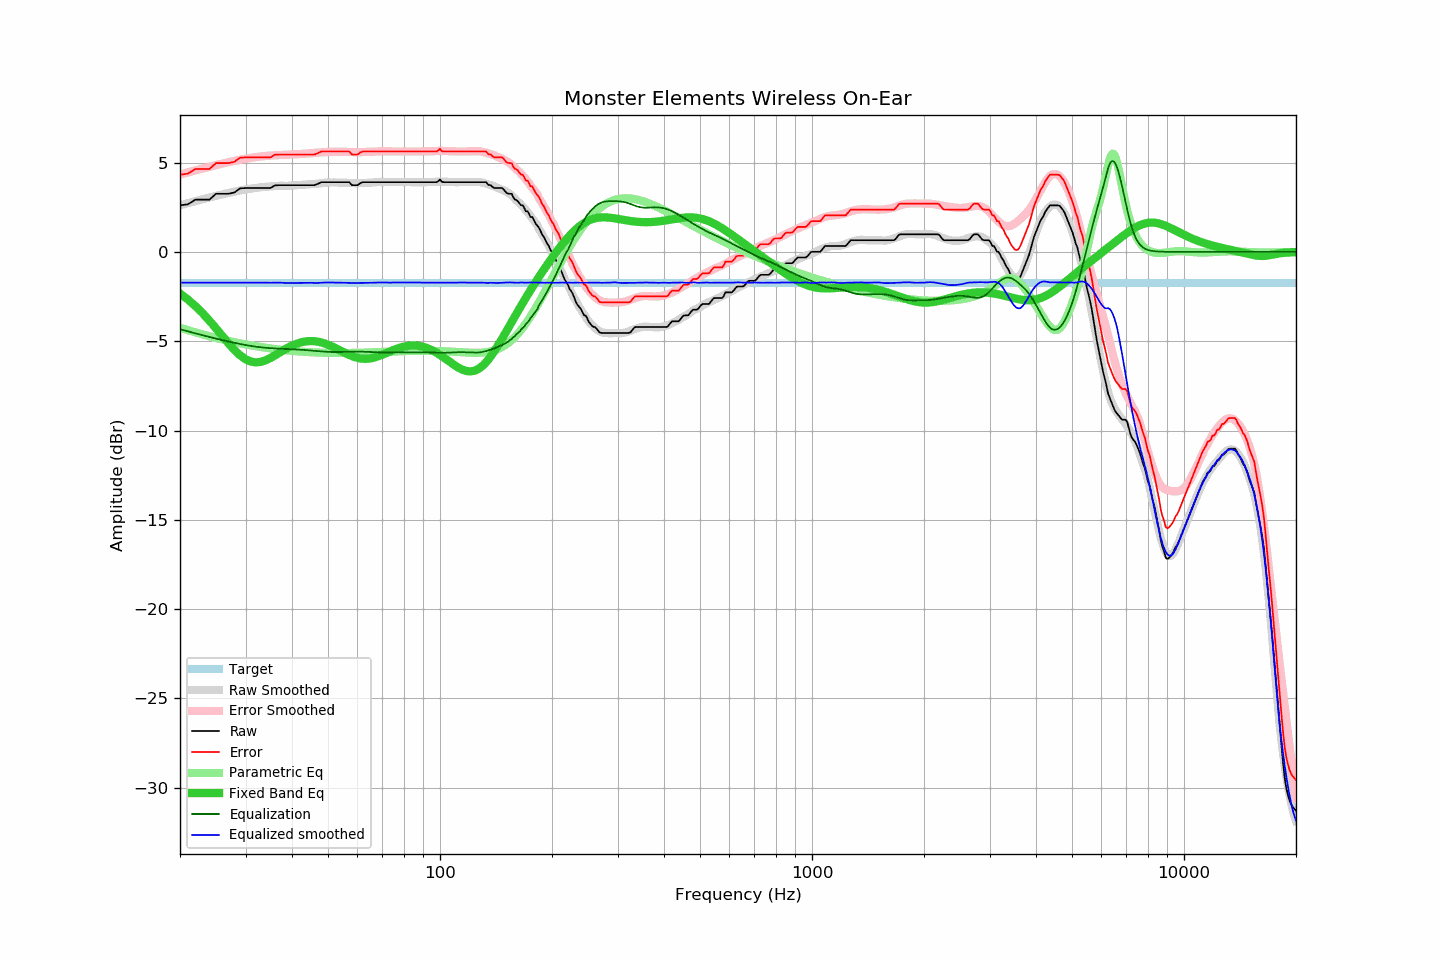 Monster Elements Wireless On-Ear
Amplitude (dBr)
5
0
−5
−10
−15
−20
−25
−30
Target
Raw Smoothed
Error Smoothed
Raw
Error
Parametric Eq
Fixed Band Eq
Equalization
Equalized smoothed
100
1000
10000
Frequency (Hz)